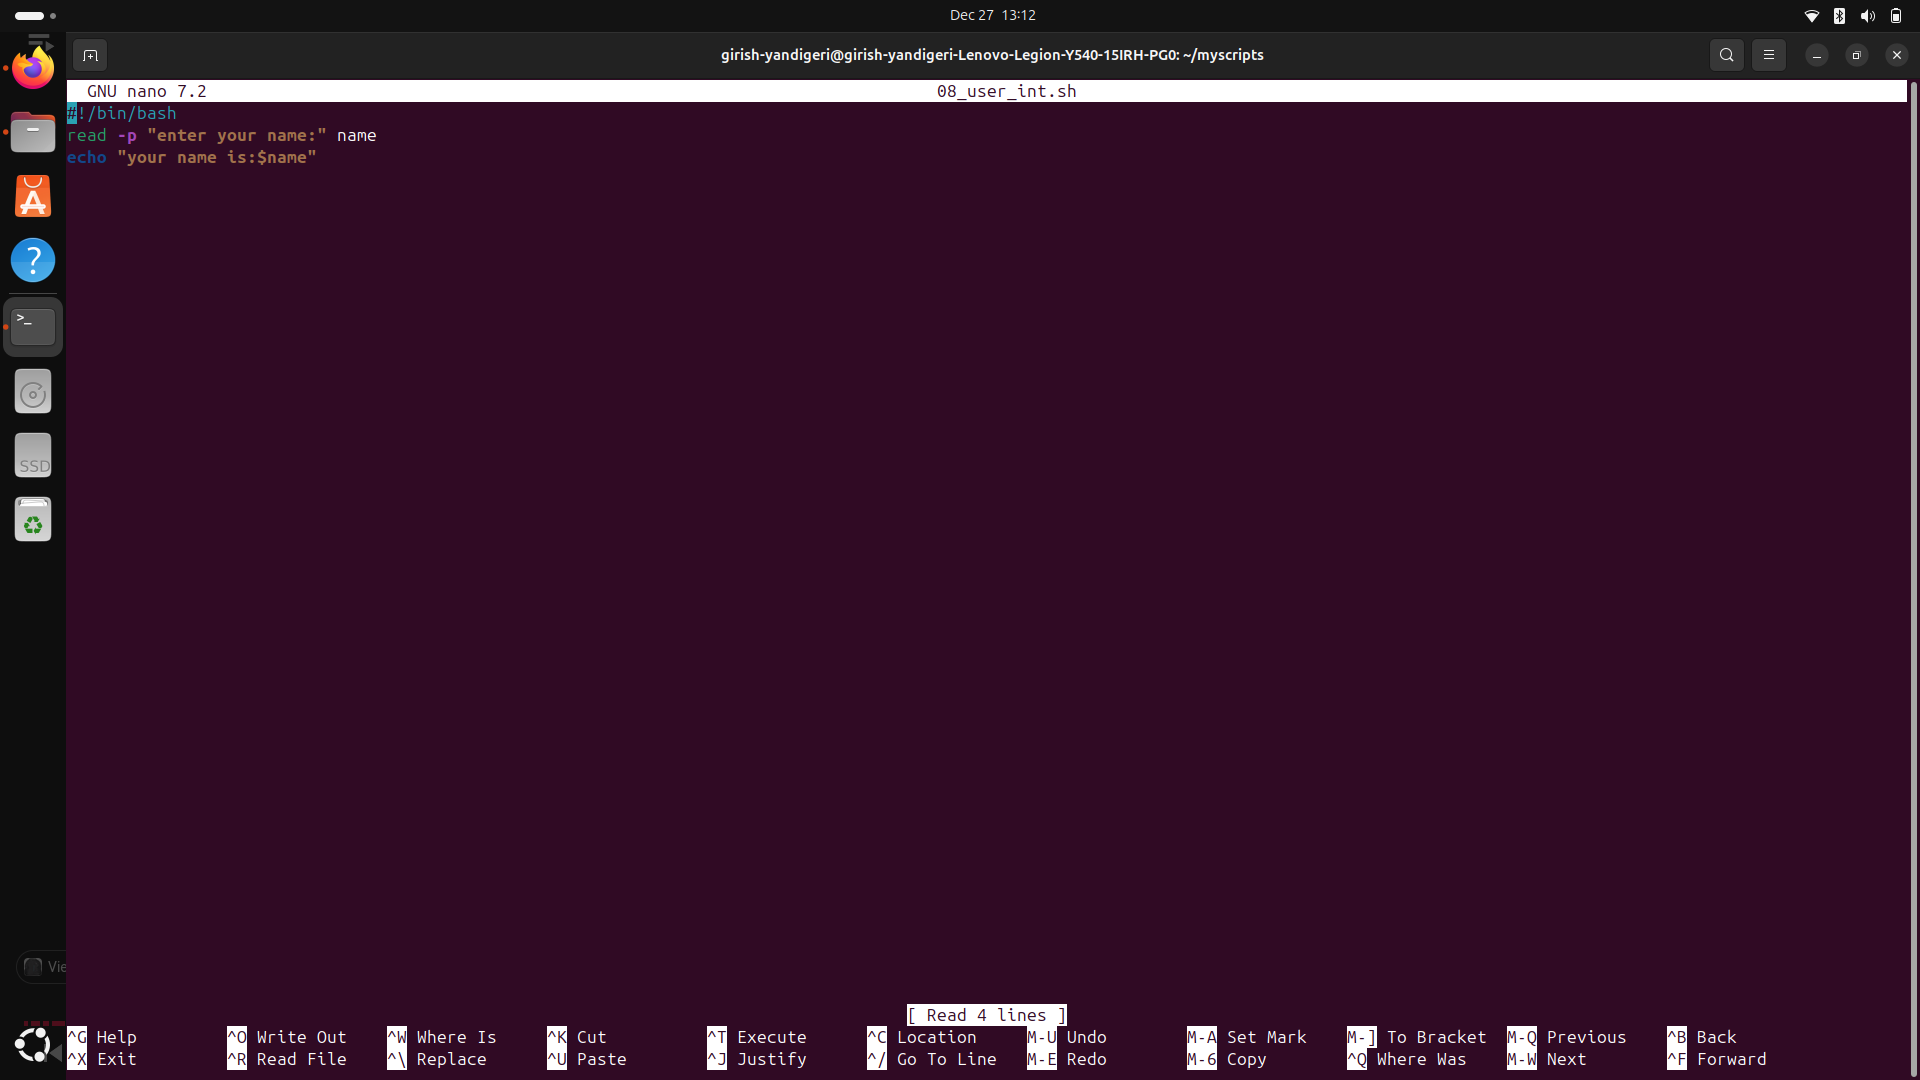 Dec 27 13:12
girish-yandigeri@girish-yandigeri-Lenovo-Legion-Y540-15IRH-PG0: ~/myscripts
GNU nano 7.2 08_user_int.sh
#!/bin/bash
read -p "enter your name:" name
echo "your name is:$name"
>_
SSD
Vie
[ Read 4 lines ]
^G Help ^O Write Out ^W Where Is ^K Cut ^T Execute ^C Location M-U Undo M-A Set Mark M-] To Bracket M-Q Previous ^B Back
^X Exit ^R Read File ^\ Replace ^U Paste ^J Justify ^/ Go To Line M-E Redo M-6 Copy ^Q Where Was M-W Next ^F Forward